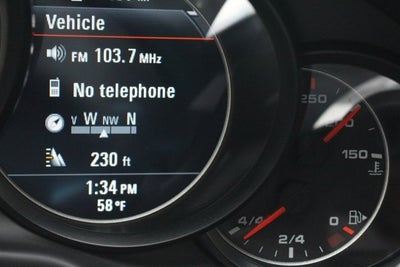 Vehicle
FM 103.7 MHz
No telephone
V W NW N
230 ft
1:34 PM
58 °F
250
150
4/4
2/4
0